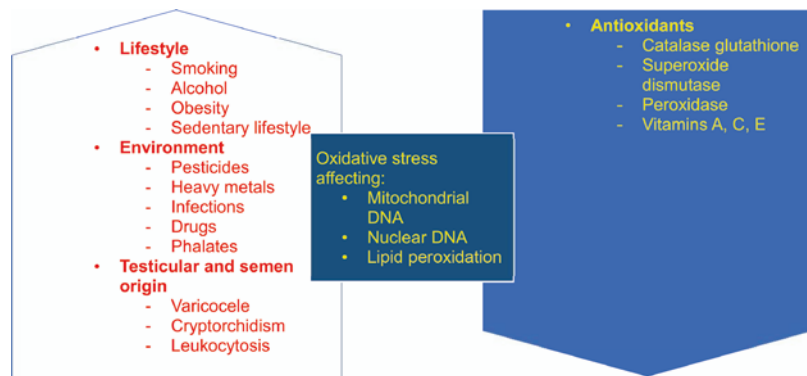 • Lifestyle
- Smoking
- Alcohol
- Obesity
- Sedentary lifestyle
• Environment
- Pesticides
- Heavy metals
- Infections
- Drugs
- Phalates
• Testicular and semen
origin
- Varicocele
- Cryptorchidism
- Leukocytosis
Oxidative stress
affecting:
• Mitochondrial
DNA
• Nuclear DNA
• Lipid peroxidation
• Antioxidants
- Catalase glutathione
- Superoxide
dismutase
- Peroxidase
- Vitamins A, C, E